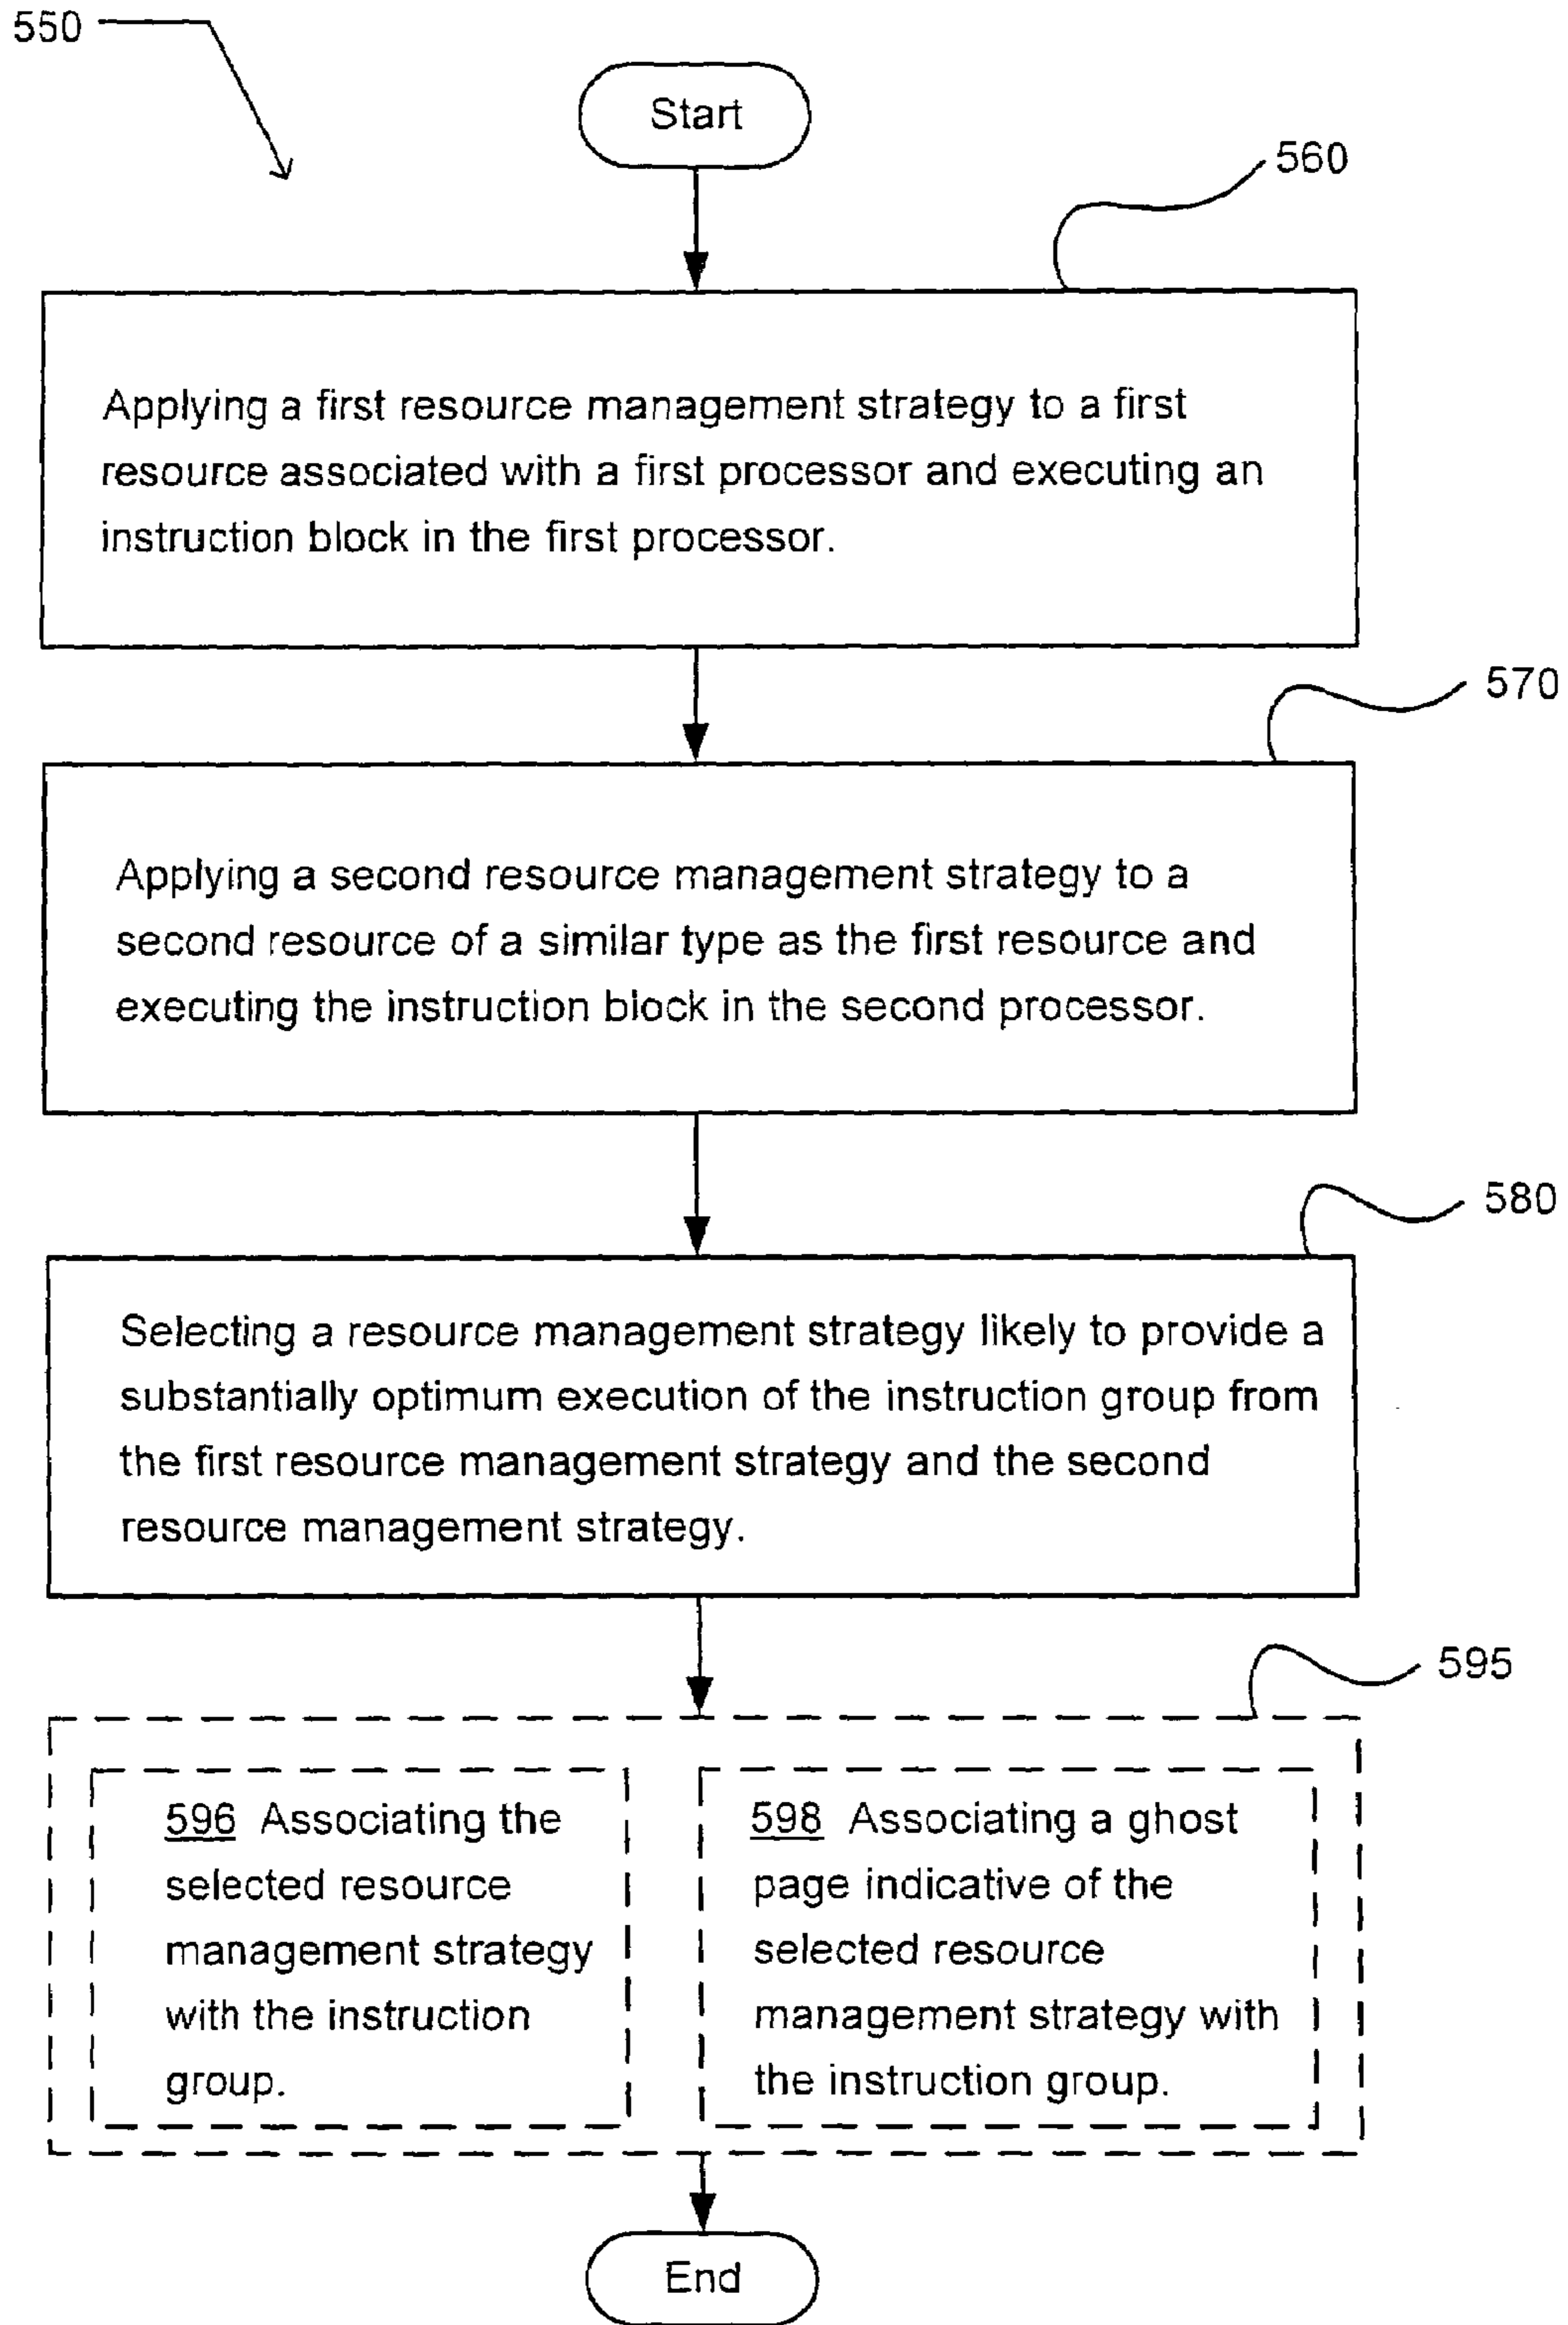 550
Start
560
Applying a first resource management strategy to a first
resource associated with a first processor and executing an
instruction block in the first processor.
570
Applying a second resource management strategy to a
second resource of a similar type as the first resource and
executing the instruction block in the second processor.
580
Selecting a resource management strategy likely to provide a
substantially optimum execution of the instruction group from
the first resource management strategy and the second
resource management strategy.
595
596 Associating the
selected resource
management strategy
with the instruction
group.
598 Associating a ghost
page indicative of the
selected resource
management strategy with
the instruction group.
End